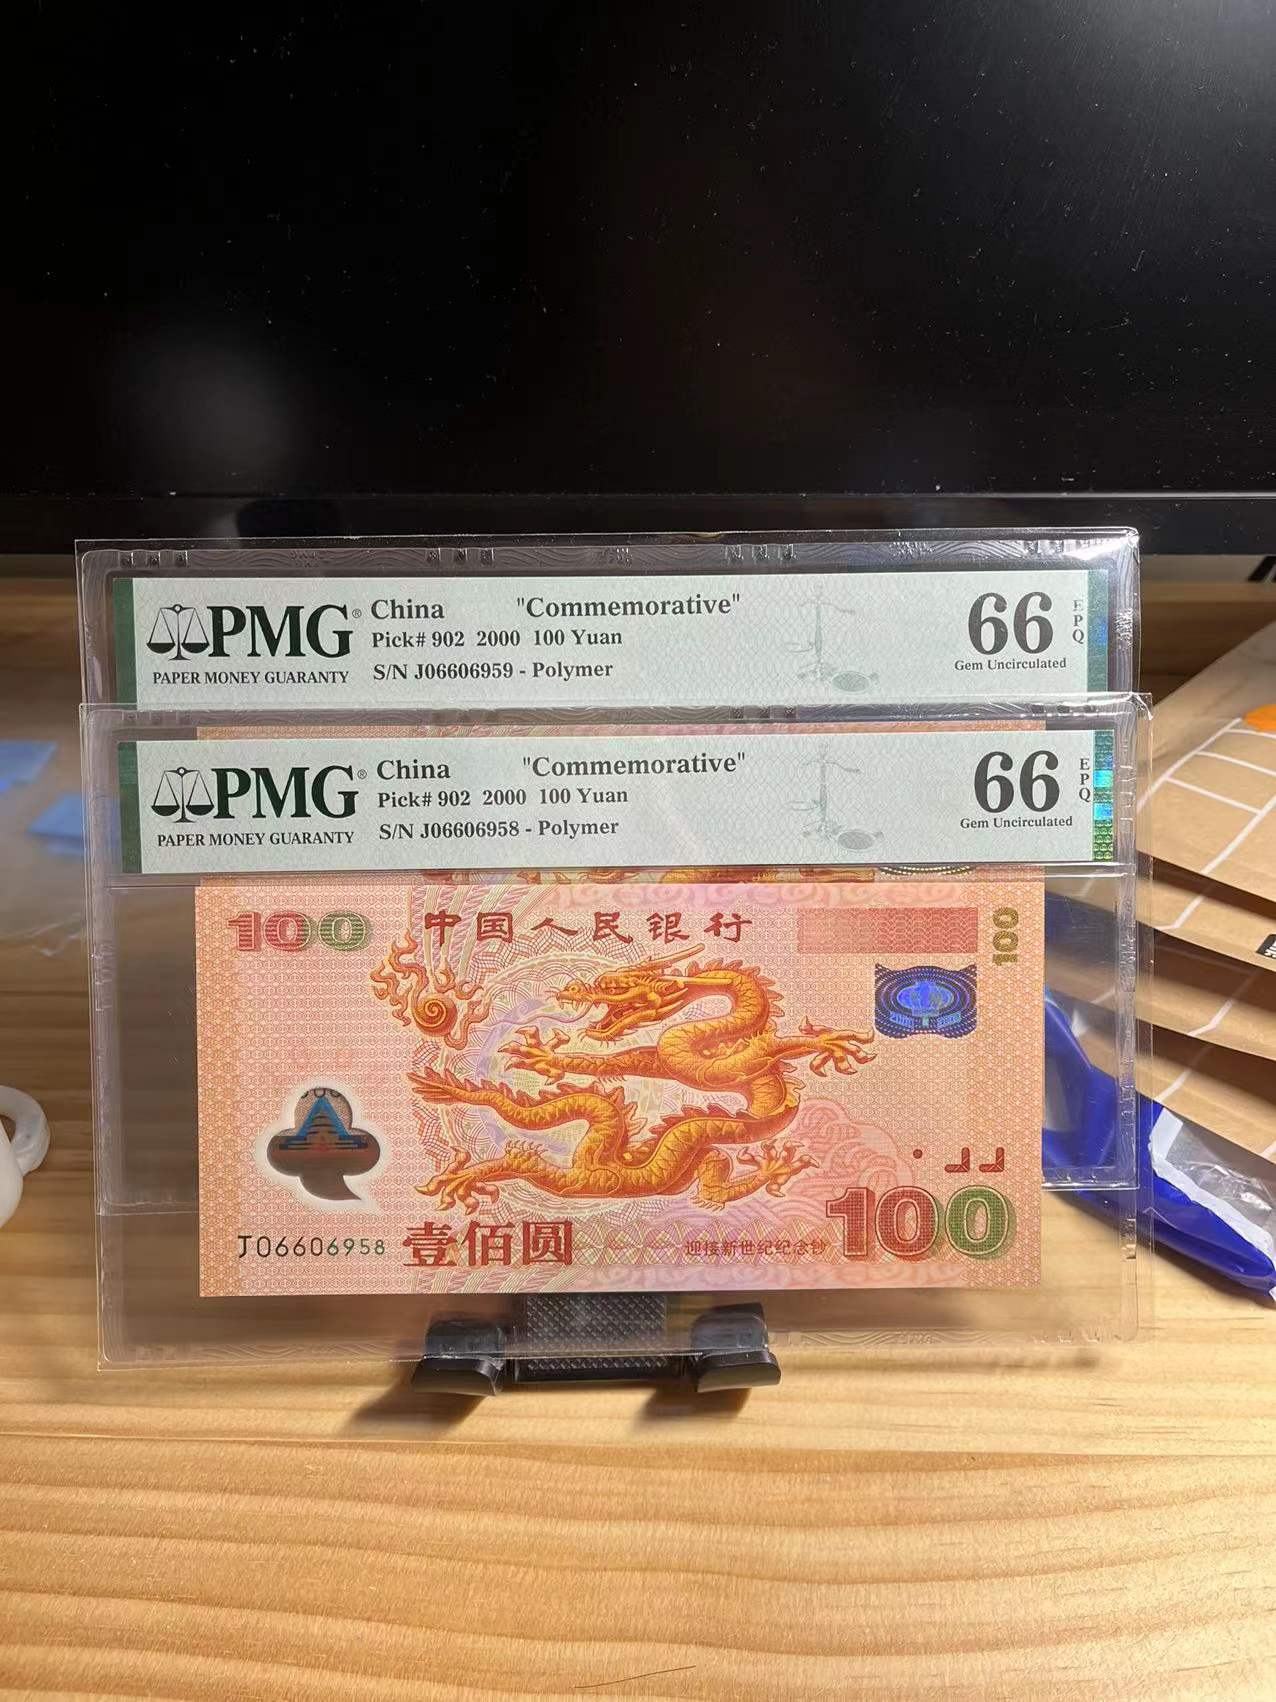 PMG® China "Commemorative"
Pick# 902 2000 100 Yuan
PAPER MONEY GUARANTY S/N J06606959 - Polymer
66 EPQ
Gem Uncirculated
PMG® China "Commemorative"
Pick# 902 2000 100 Yuan
PAPER MONEY GUARANTY S/N J06606958 - Polymer
66 EPQ
Gem Uncirculated
100 中国人民银行 100
J06606958 壹佰圆 迎接新世纪纪念钞 100